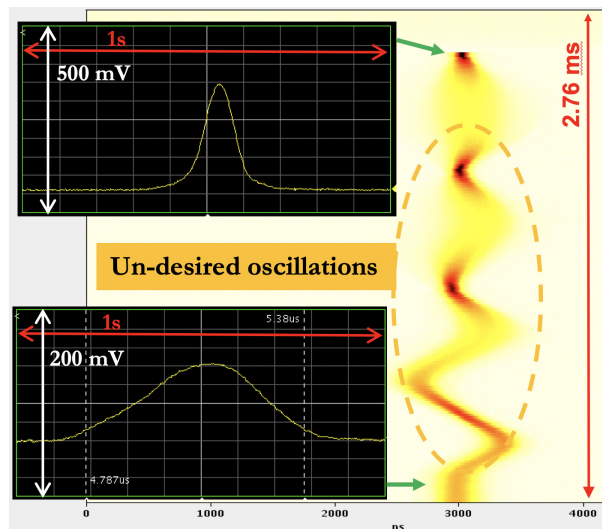 1s
500 mV
2.76 ms
Un-desired oscillations
1s
5.38us
200 mV
4.787us
0
1000
2000
3000
4000
ns